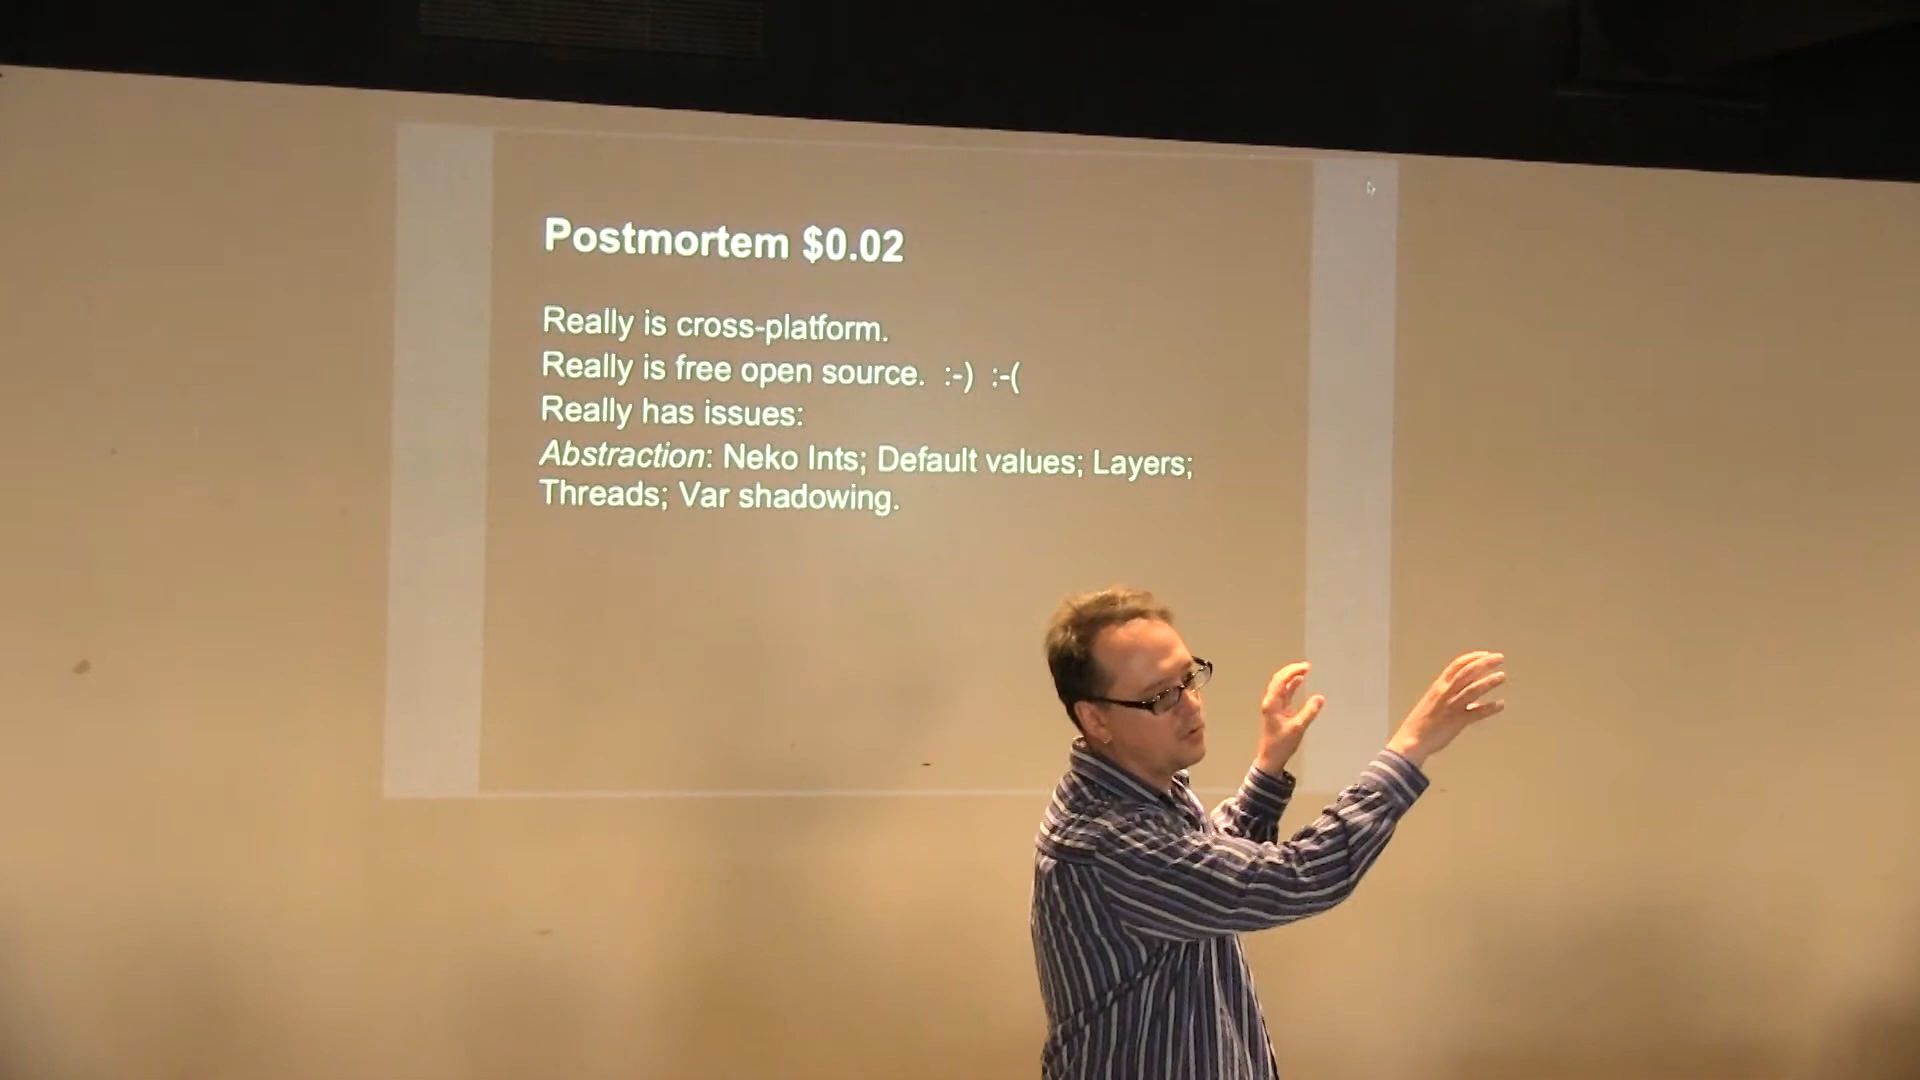 Postmortem $0.02
Really is cross-platform.
Really is free open source.  :-)  :-(
Really has issues:
Abstraction: Neko Ints; Default values; Layers;
Threads; Var shadowing.